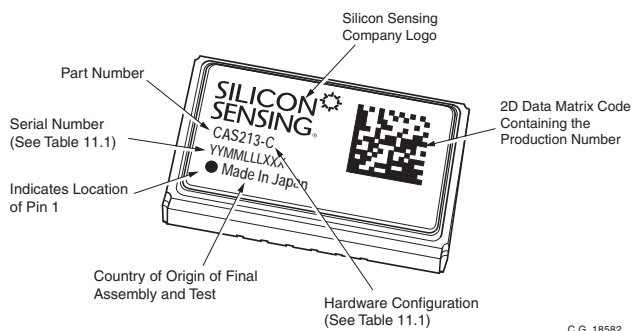 Silicon Sensing
Company Logo
Part Number
Serial Number
(See Table 11.1)
Indicates Location
of Pin 1
SILICON
SENSING®
CAS213-C
YYMMLLLXXX
Made In Japan
2D Data Matrix Code
Containing the
Production Number
Country of Origin of Final
Assembly and Test
Hardware Configuration
(See Table 11.1)
C.G. 18582